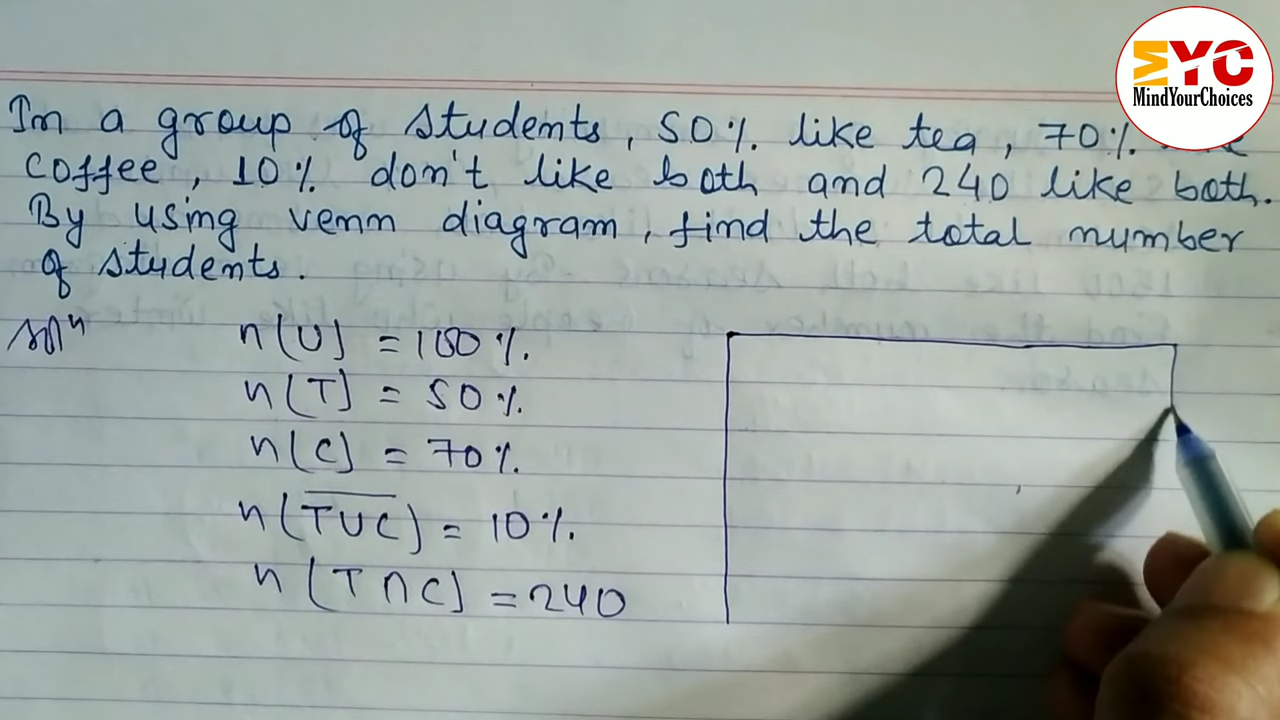 MYC
MindYourChoices
In a group of students, 50% like tea, 70%
coffee, 10% don't like both and 240 like both.
By using venn diagram, find the total number
of students.
solⁿ
n(U) = 100%.
n(T) = 50%.
n(C) = 70%.
n(T̅U̅C̅) = 10%.
n(T∩C) = 240